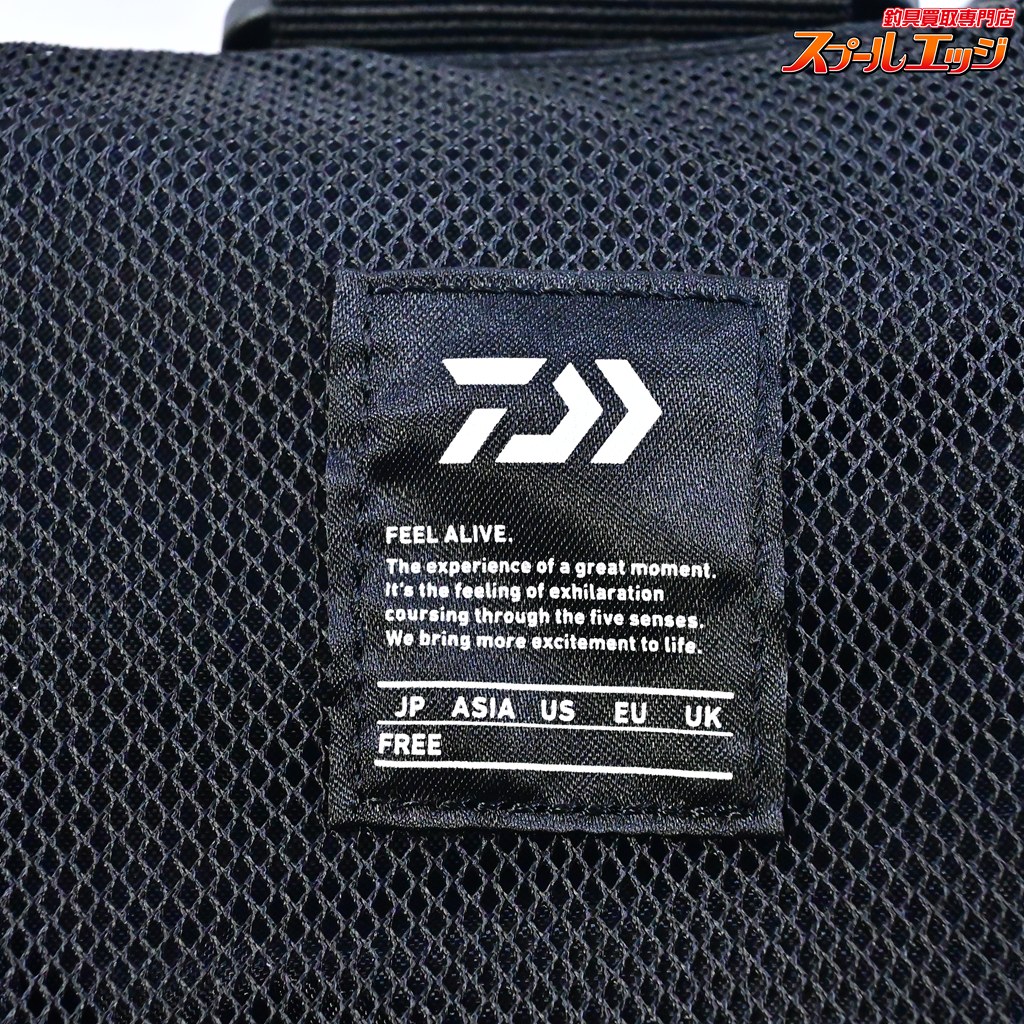 釣具買取専門店
スプールエッジ
FEEL ALIVE.
The experience of a great moment.
It's the feeling of exhilaration
coursing through the five senses.
We bring more excitement to life.
JP ASIA US EU UK
FREE